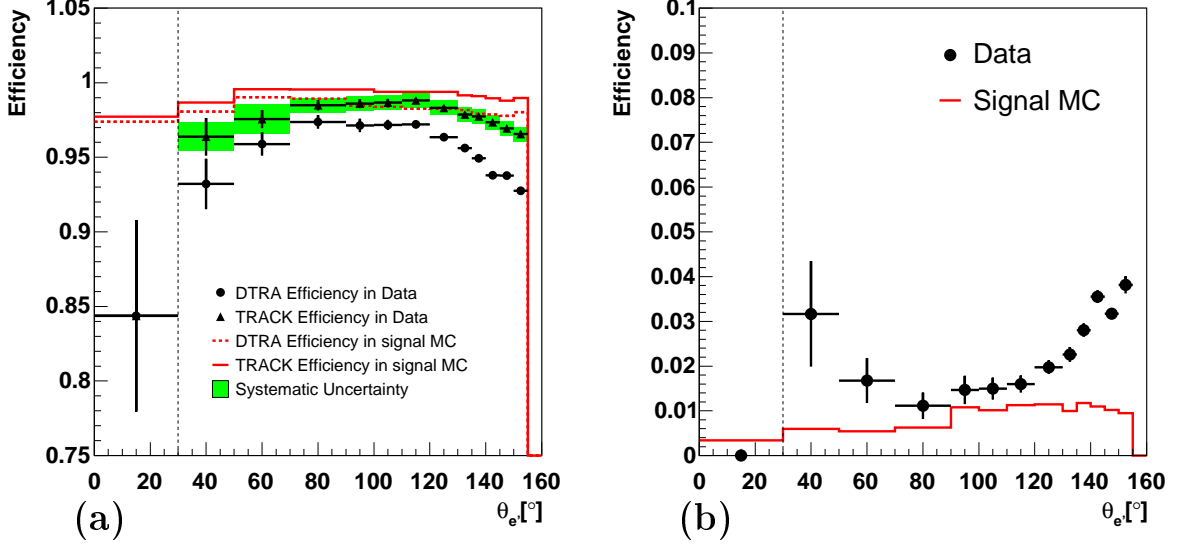 Efficiency
1.05
1
0.95
0.9
0.85
0.8
0.75
DTRA Efficiency in Data
TRACK Efficiency in Data
DTRA Efficiency in signal MC
TRACK Efficiency in signal MC
Systematic Uncertainty
0 20 40 60 80 100 120 140 160
θe'[°]
(a)
Efficiency
0.1
0.09
0.08
0.07
0.06
0.05
0.04
0.03
0.02
0.01
0
Data
Signal MC
0 20 40 60 80 100 120 140 160
θe'[°]
(b)